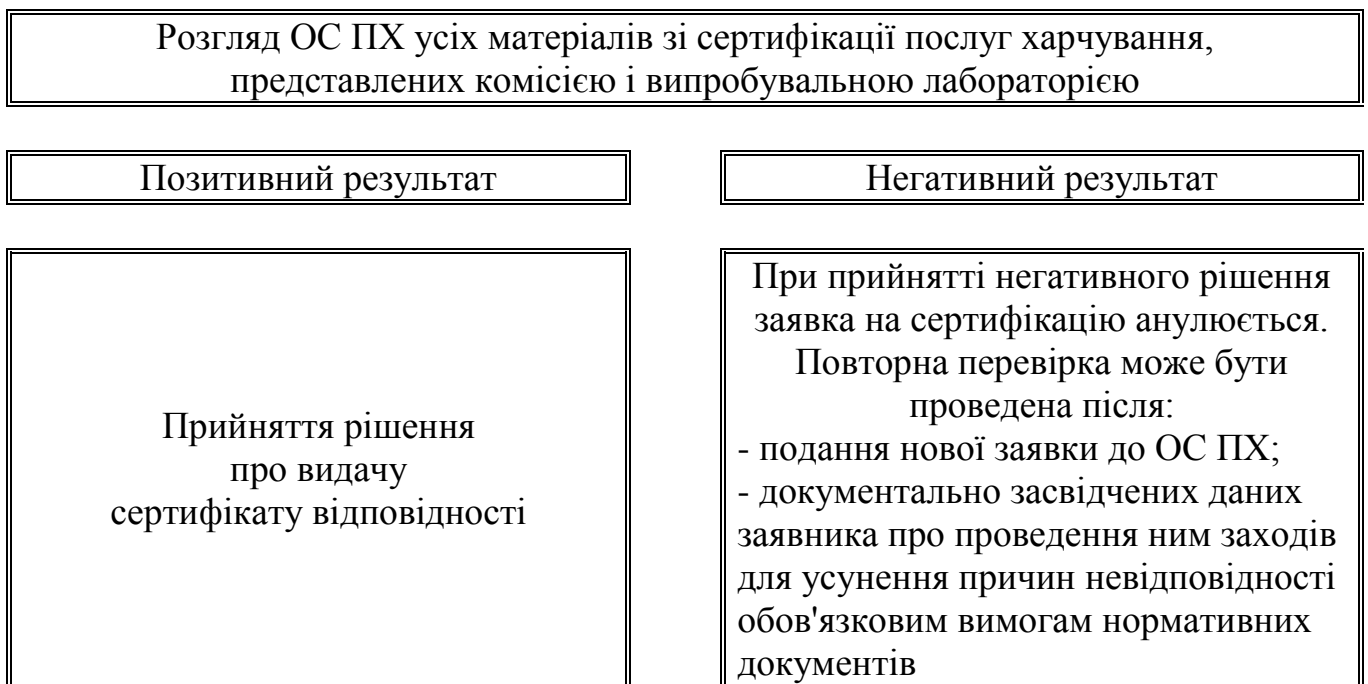 Розгляд ОС ПХ усіх матеріалів зі сертифікації послуг харчування,
представлених комісією і випробувальною лабораторією
Позитивний результат
Негативний результат
Прийняття рішення
про видачу
сертифікату відповідності
При прийнятті негативного рішення
заявка на сертифікацію анулюється.
Повторна перевірка може бути
проведена після:
- подання нової заявки до ОС ПХ;
- документально засвідчених даних
заявника про проведення ним заходів
для усунення причин невідповідності
обов'язковим вимогам нормативних
документів